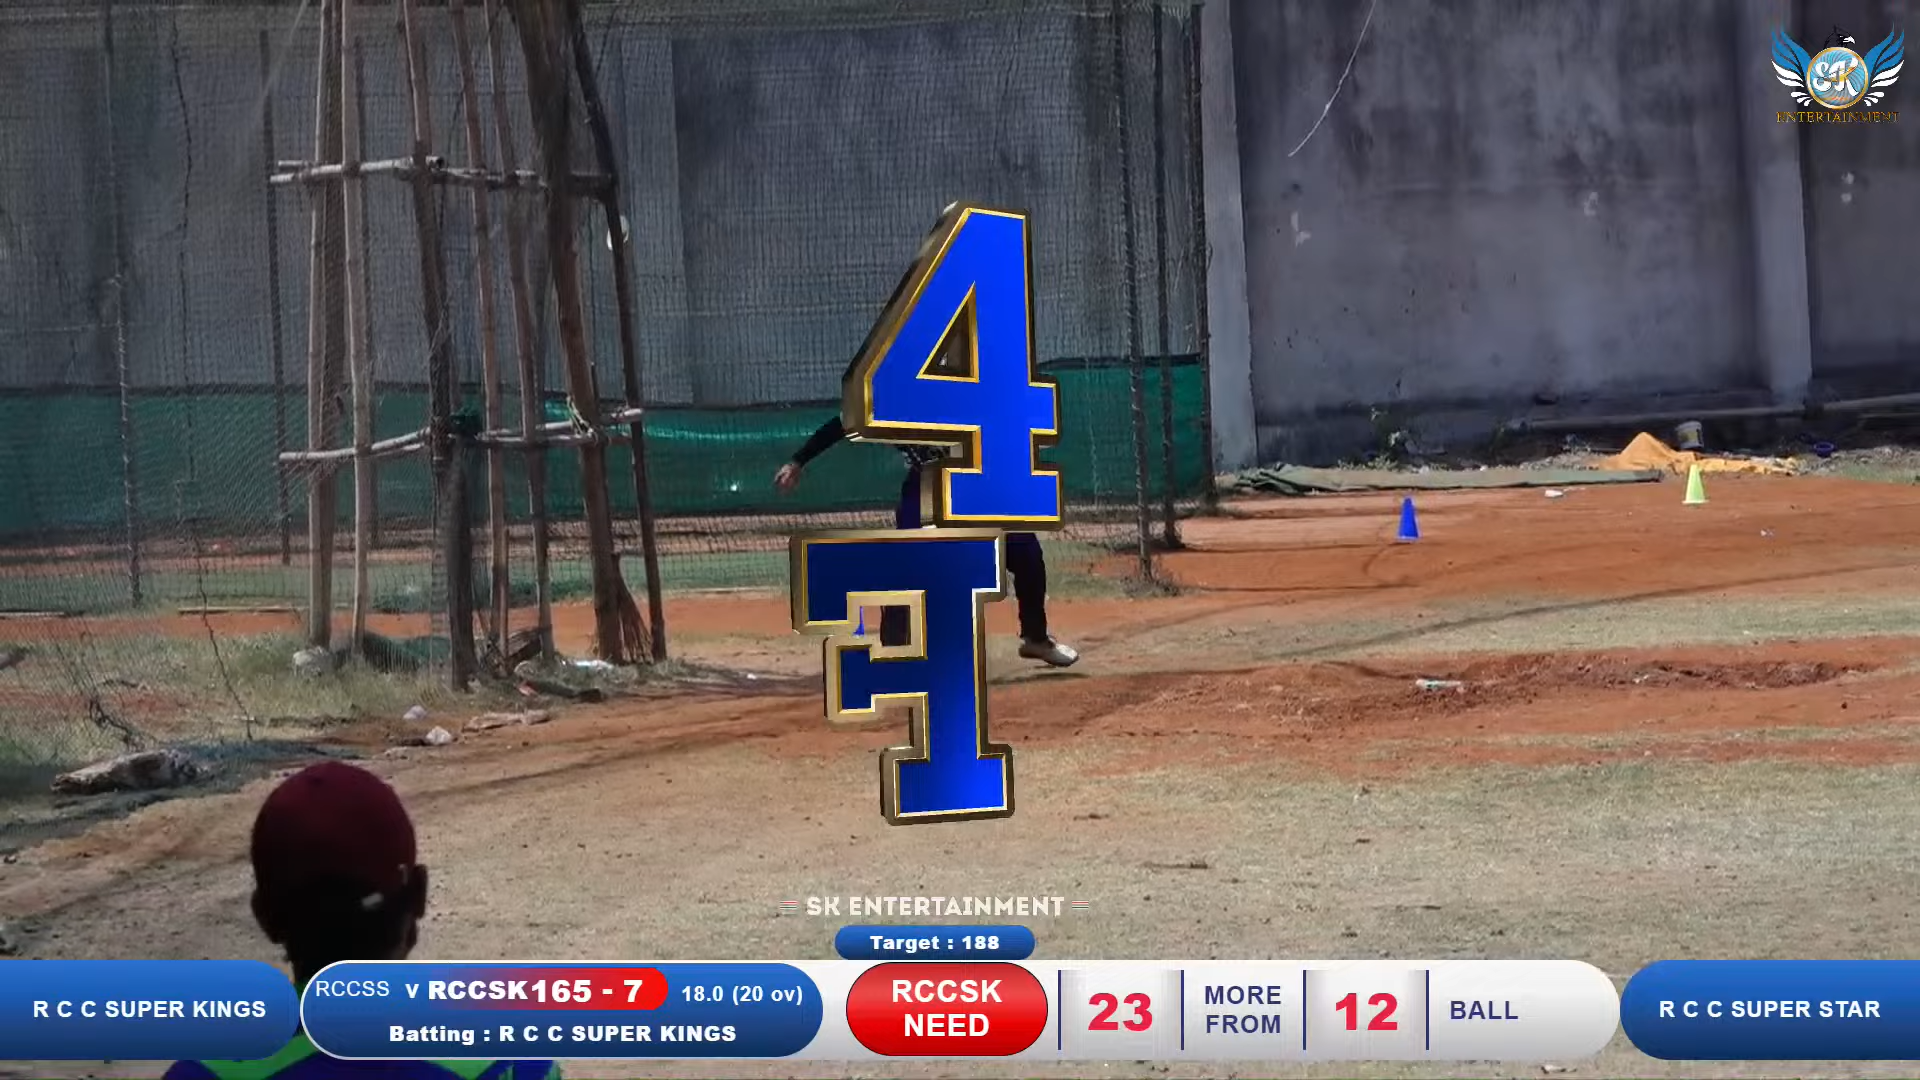 SK
ENTERTAINMENT
4
F
SK ENTERTAINMENT
Target : 188
R C C SUPER KINGS
RCCSS v RCCSK 165 - 7 18.0 (20 ov)
Batting : R C C SUPER KINGS
RCCSK
NEED
23
MORE
FROM
12
BALL
R C C SUPER STAR